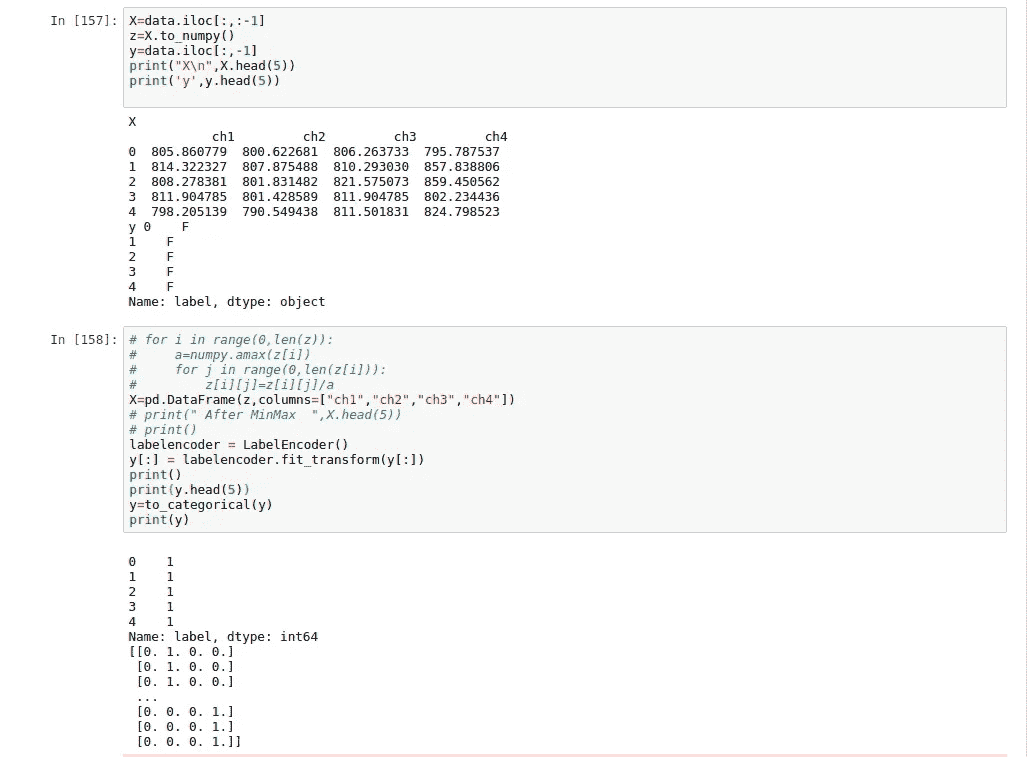 In [157]: X=data.iloc[:,:-1]
z=X.to_numpy()
y=data.iloc[:,-1]
print("X\n",X.head(5))
print('y',y.head(5))
X
ch1 ch2 ch3 ch4
0 805.860779 800.622681 806.263733 795.787537
1 814.322327 807.875488 810.293030 857.838806
2 808.278381 801.831482 821.575073 859.450562
3 811.904785 801.428589 811.904785 802.234436
4 798.205139 790.549438 811.501831 824.798523
y 0 F
1 F
2 F
3 F
4 F
Name: label, dtype: object
In [158]: # for i in range(0,len(z)):
#     a=numpy.amax(z[i])
#     for j in range(0,len(z[i])):
#         z[i][j]=z[i][j]/a
X=pd.DataFrame(z,columns=["ch1","ch2","ch3","ch4"])
# print(" After MinMax  ",X.head(5))
# print()
labelencoder = LabelEncoder()
y[:] = labelencoder.fit_transform(y[:])
print()
print(y.head(5))
y=to_categorical(y)
print(y)
0 1
1 1
2 1
3 1
4 1
Name: label, dtype: int64
[[0. 1. 0. 0.]
[0. 1. 0. 0.]
[0. 1. 0. 0.]
...
[0. 0. 0. 1.]
[0. 0. 0. 1.]
[0. 0. 0. 1.]]